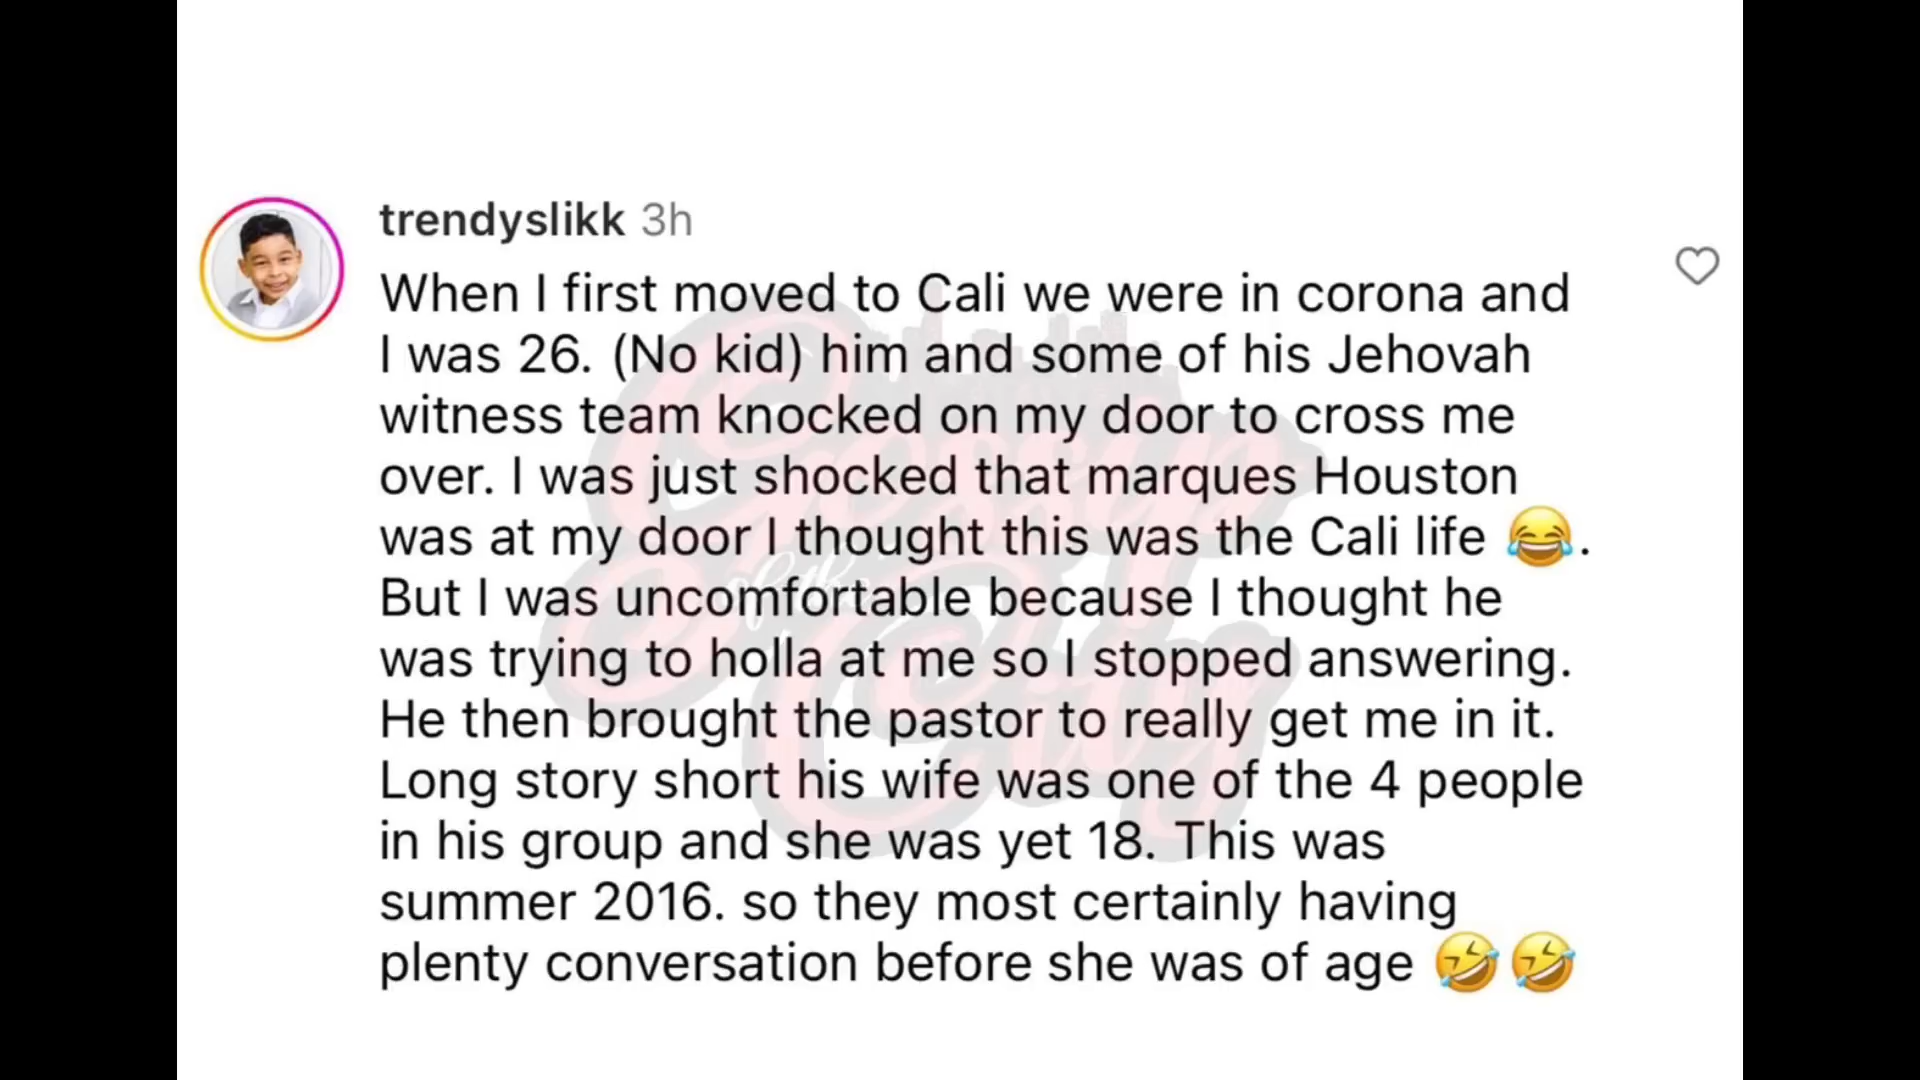 trendyslikk 3h
When I first moved to Cali we were in corona and
I was 26. (No kid) him and some of his Jehovah
witness team knocked on my door to cross me
over. I was just shocked that marques Houston
was at my door I thought this was the Cali life 😂.
But I was uncomfortable because I thought he
was trying to holla at me so I stopped answering.
He then brought the pastor to really get me in it.
Long story short his wife was one of the 4 people
in his group and she was yet 18. This was
summer 2016. so they most certainly having
plenty conversation before she was of age 🤣🤣
Gossip
of the
City